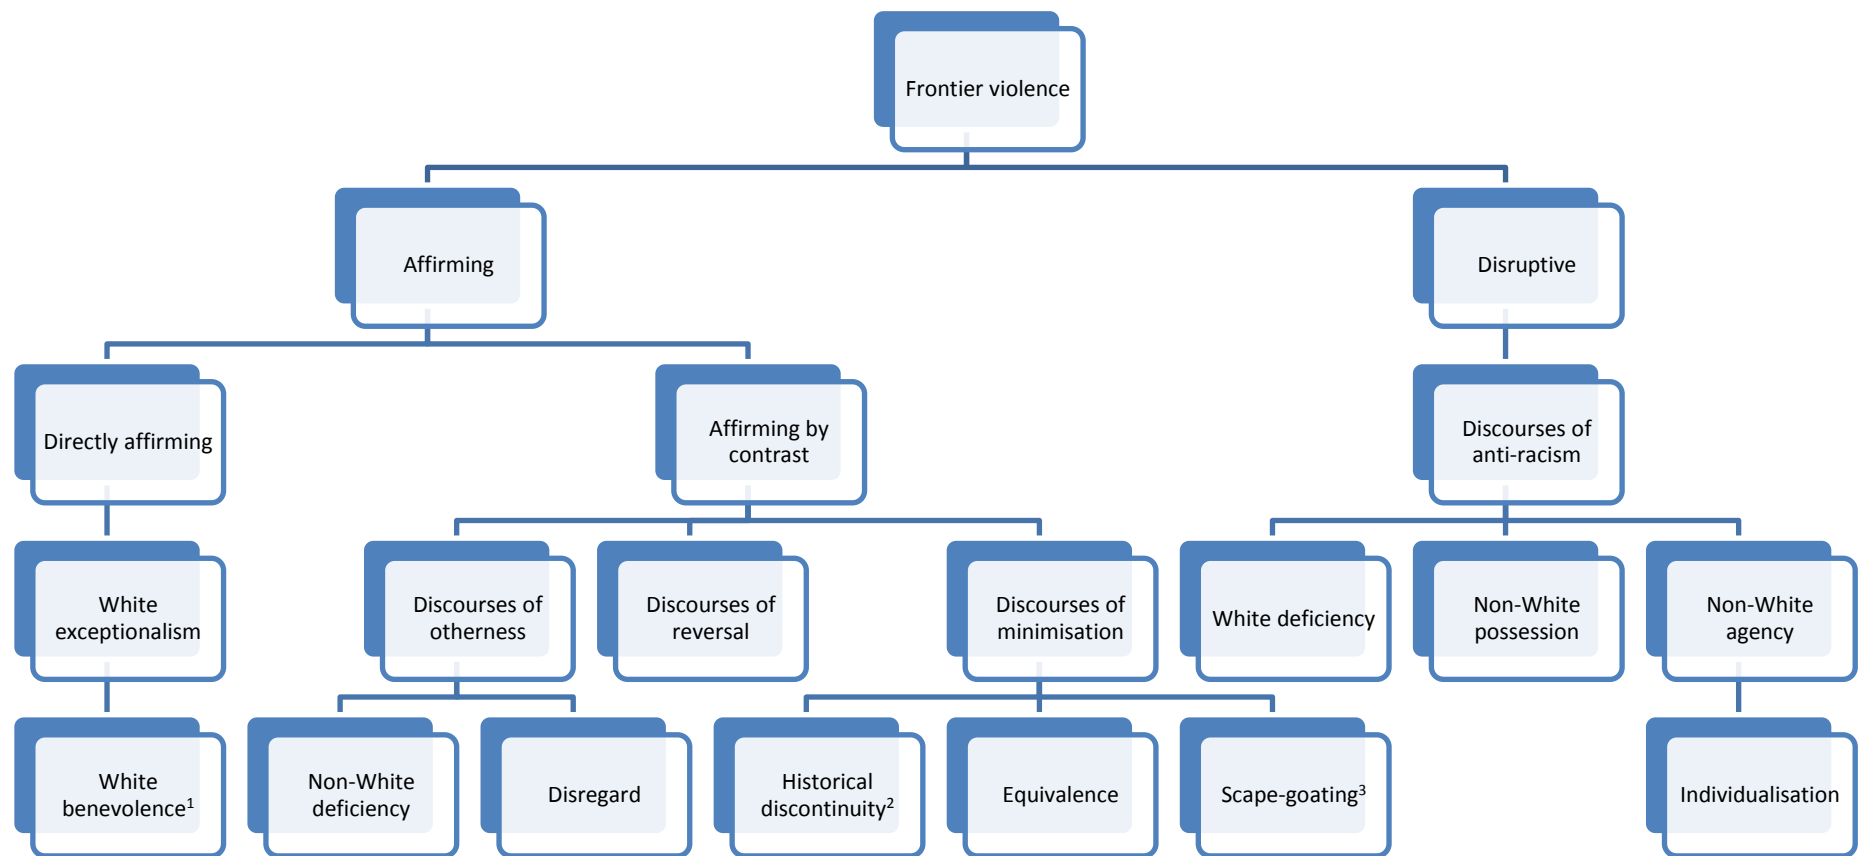 Frontier violence
Affirming
Disruptive
Directly affirming
Affirming by
contrast
Discourses of
anti-racism
White
exceptionalism
Discourses of
otherness
Discourses of
reversal
Discourses of
minimisation
White deficiency
Non-White
possession
Non-White
agency
White
benevolence¹
Non-White
deficiency
Disregard
Historical
discontinuity²
Equivalence
Scape-goating³
Individualisation